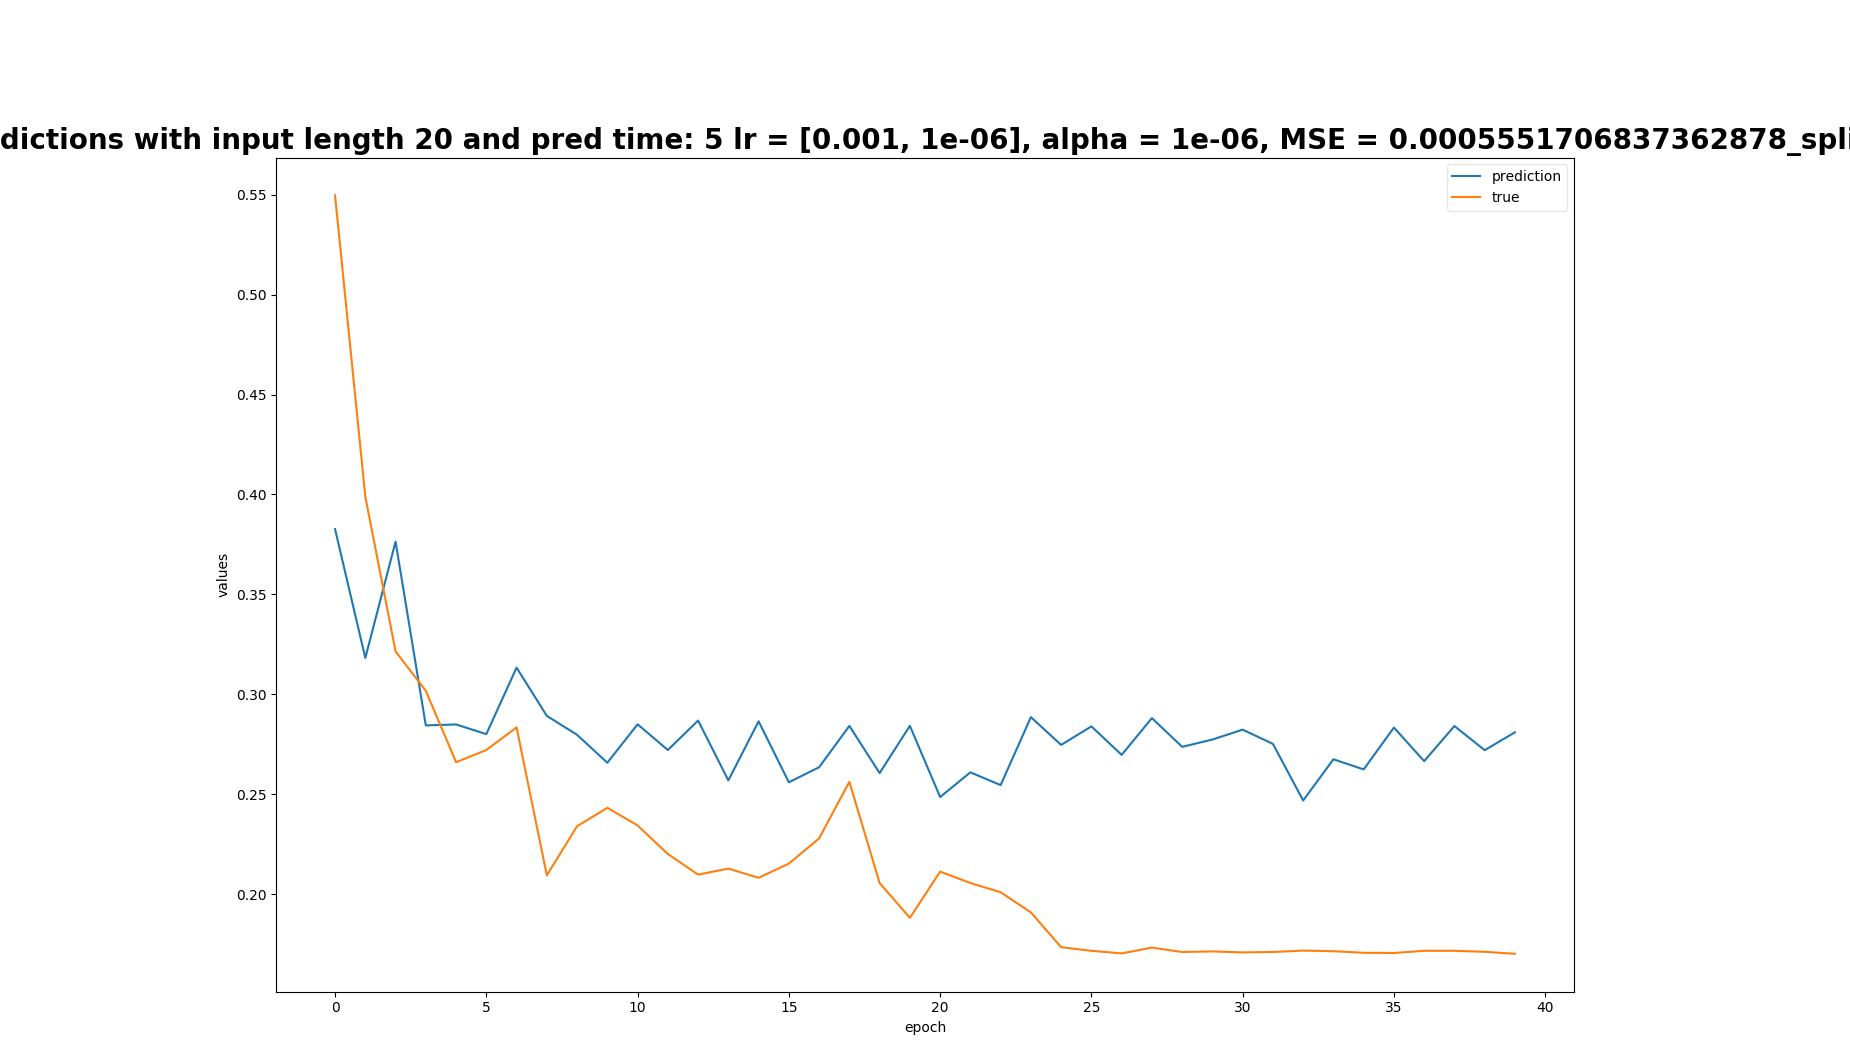 dictions with input length 20 and pred time: 5 lr = [0.001, 1e-06], alpha = 1e-06, MSE = 0.0005551706837362878_spli
prediction
true
0.55
0.50
0.45
0.40
0.35
0.30
0.25
0.20
values
0 5 10 15 20 25 30 35 40
epoch